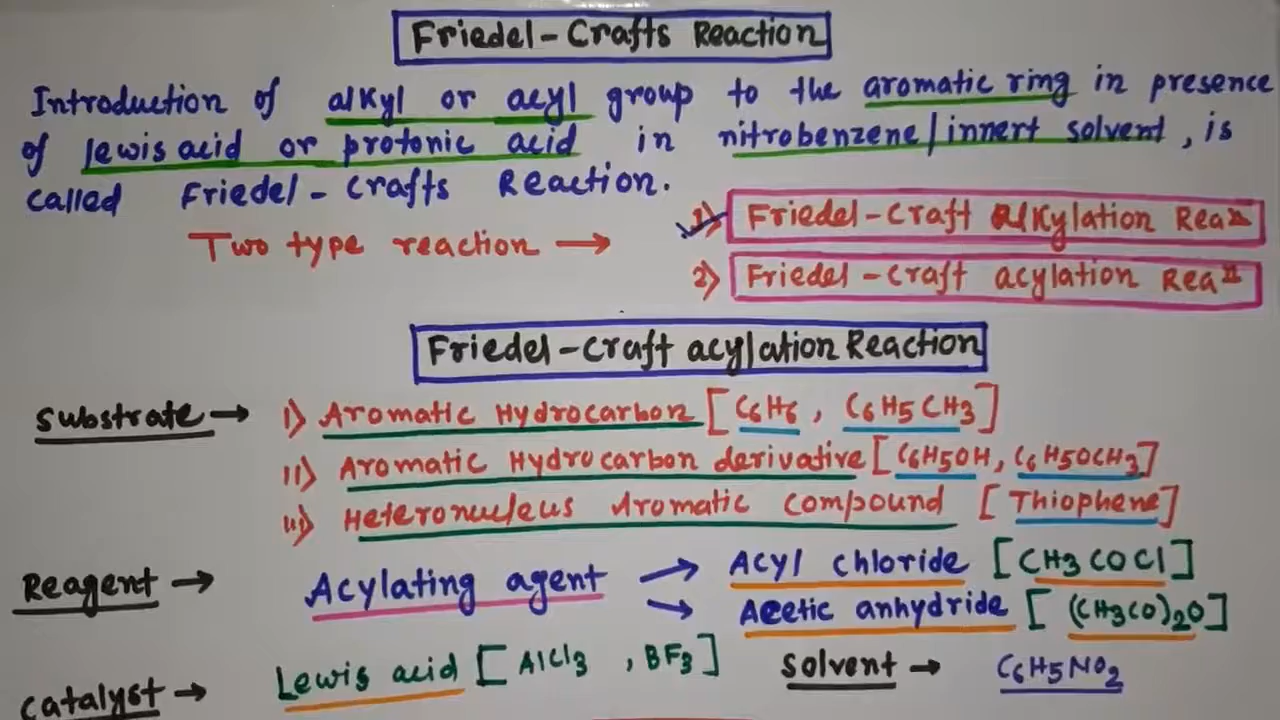 Friedel-Crafts Reaction
Introduction of alkyl or acyl group to the aromatic ring in presence
of lewis acid or protonic acid in nitrobenzene/innert solvent, is
called Friedel-Crafts Reaction.
Two type reaction →
1) Friedel-Craft alkylation Reaⁿ
2) Friedel-Craft acylation Reaⁿ
Friedel-Craft acylation Reaction
Substrate → i) Aromatic Hydrocarbon [C6H6, C6H5CH3]
ii) Aromatic Hydrocarbon derivative [C6H5OH, C6H5OCH3]
iii) Heteronucleus Aromatic Compound [Thiophene]
Reagent → Acylating agent → Acyl chloride [CH3COCl]
→ Acetic anhydride [(CH3CO)2O]
Catalyst → Lewis acid [AlCl3, BF3] Solvent → C6H5NO2